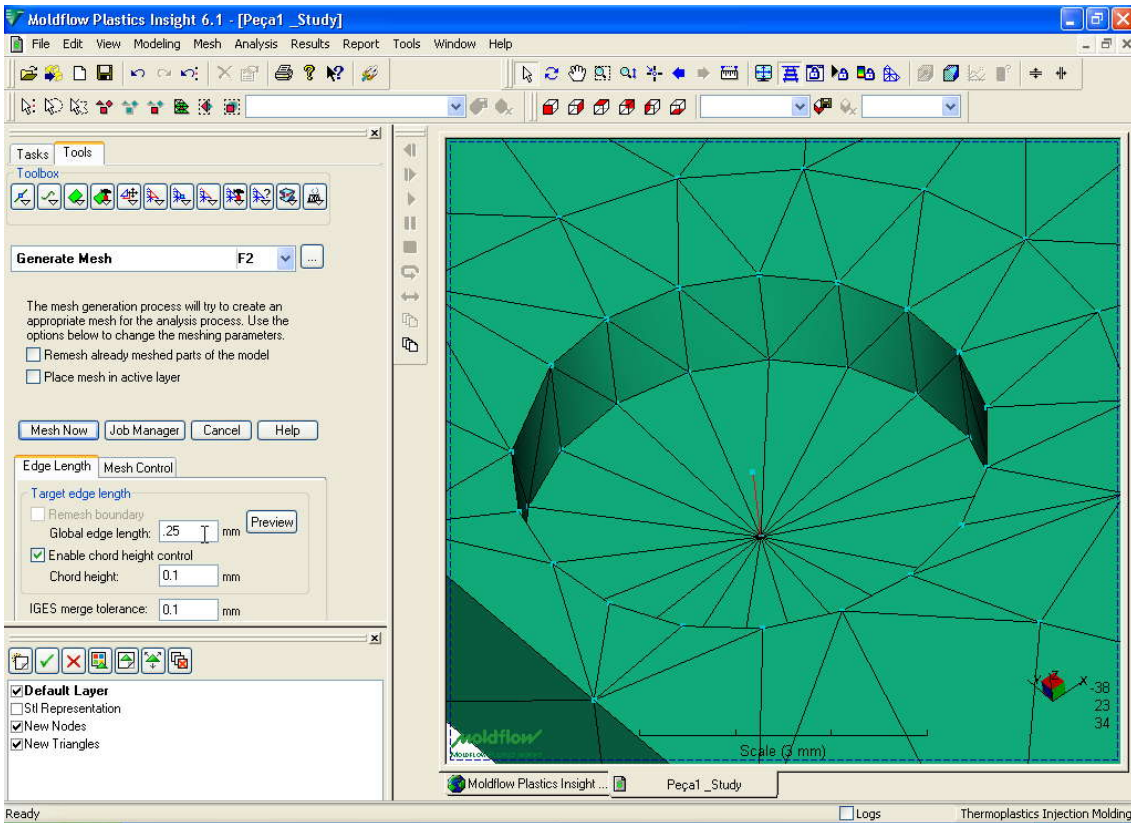 Moldflow Plastics Insight 6.1 - [Peça1 _Study]
File Edit View Modeling Mesh Analysis Results Report Tools Window Help
Tasks Tools
Toolbox
Generate Mesh F2 ...
The mesh generation process will try to create an
appropriate mesh for the analysis process. Use the
options below to change the meshing parameters.
Remesh already meshed parts of the model
Place mesh in active layer
Mesh Now Job Manager Cancel Help
Edge Length Mesh Control
Target edge length
Remesh boundary
Global edge length: .25 mm Preview
Enable chord height control
Chord height: 0.1 mm
IGES merge tolerance: 0.1 mm
Default Layer
Stl Representation
New Nodes
New Triangles
moldflow
Scale (3 mm)
Z X
-38
23
34
Moldflow Plastics Insight ... Peça1 _Study
Ready Logs Thermoplastics Injection Molding